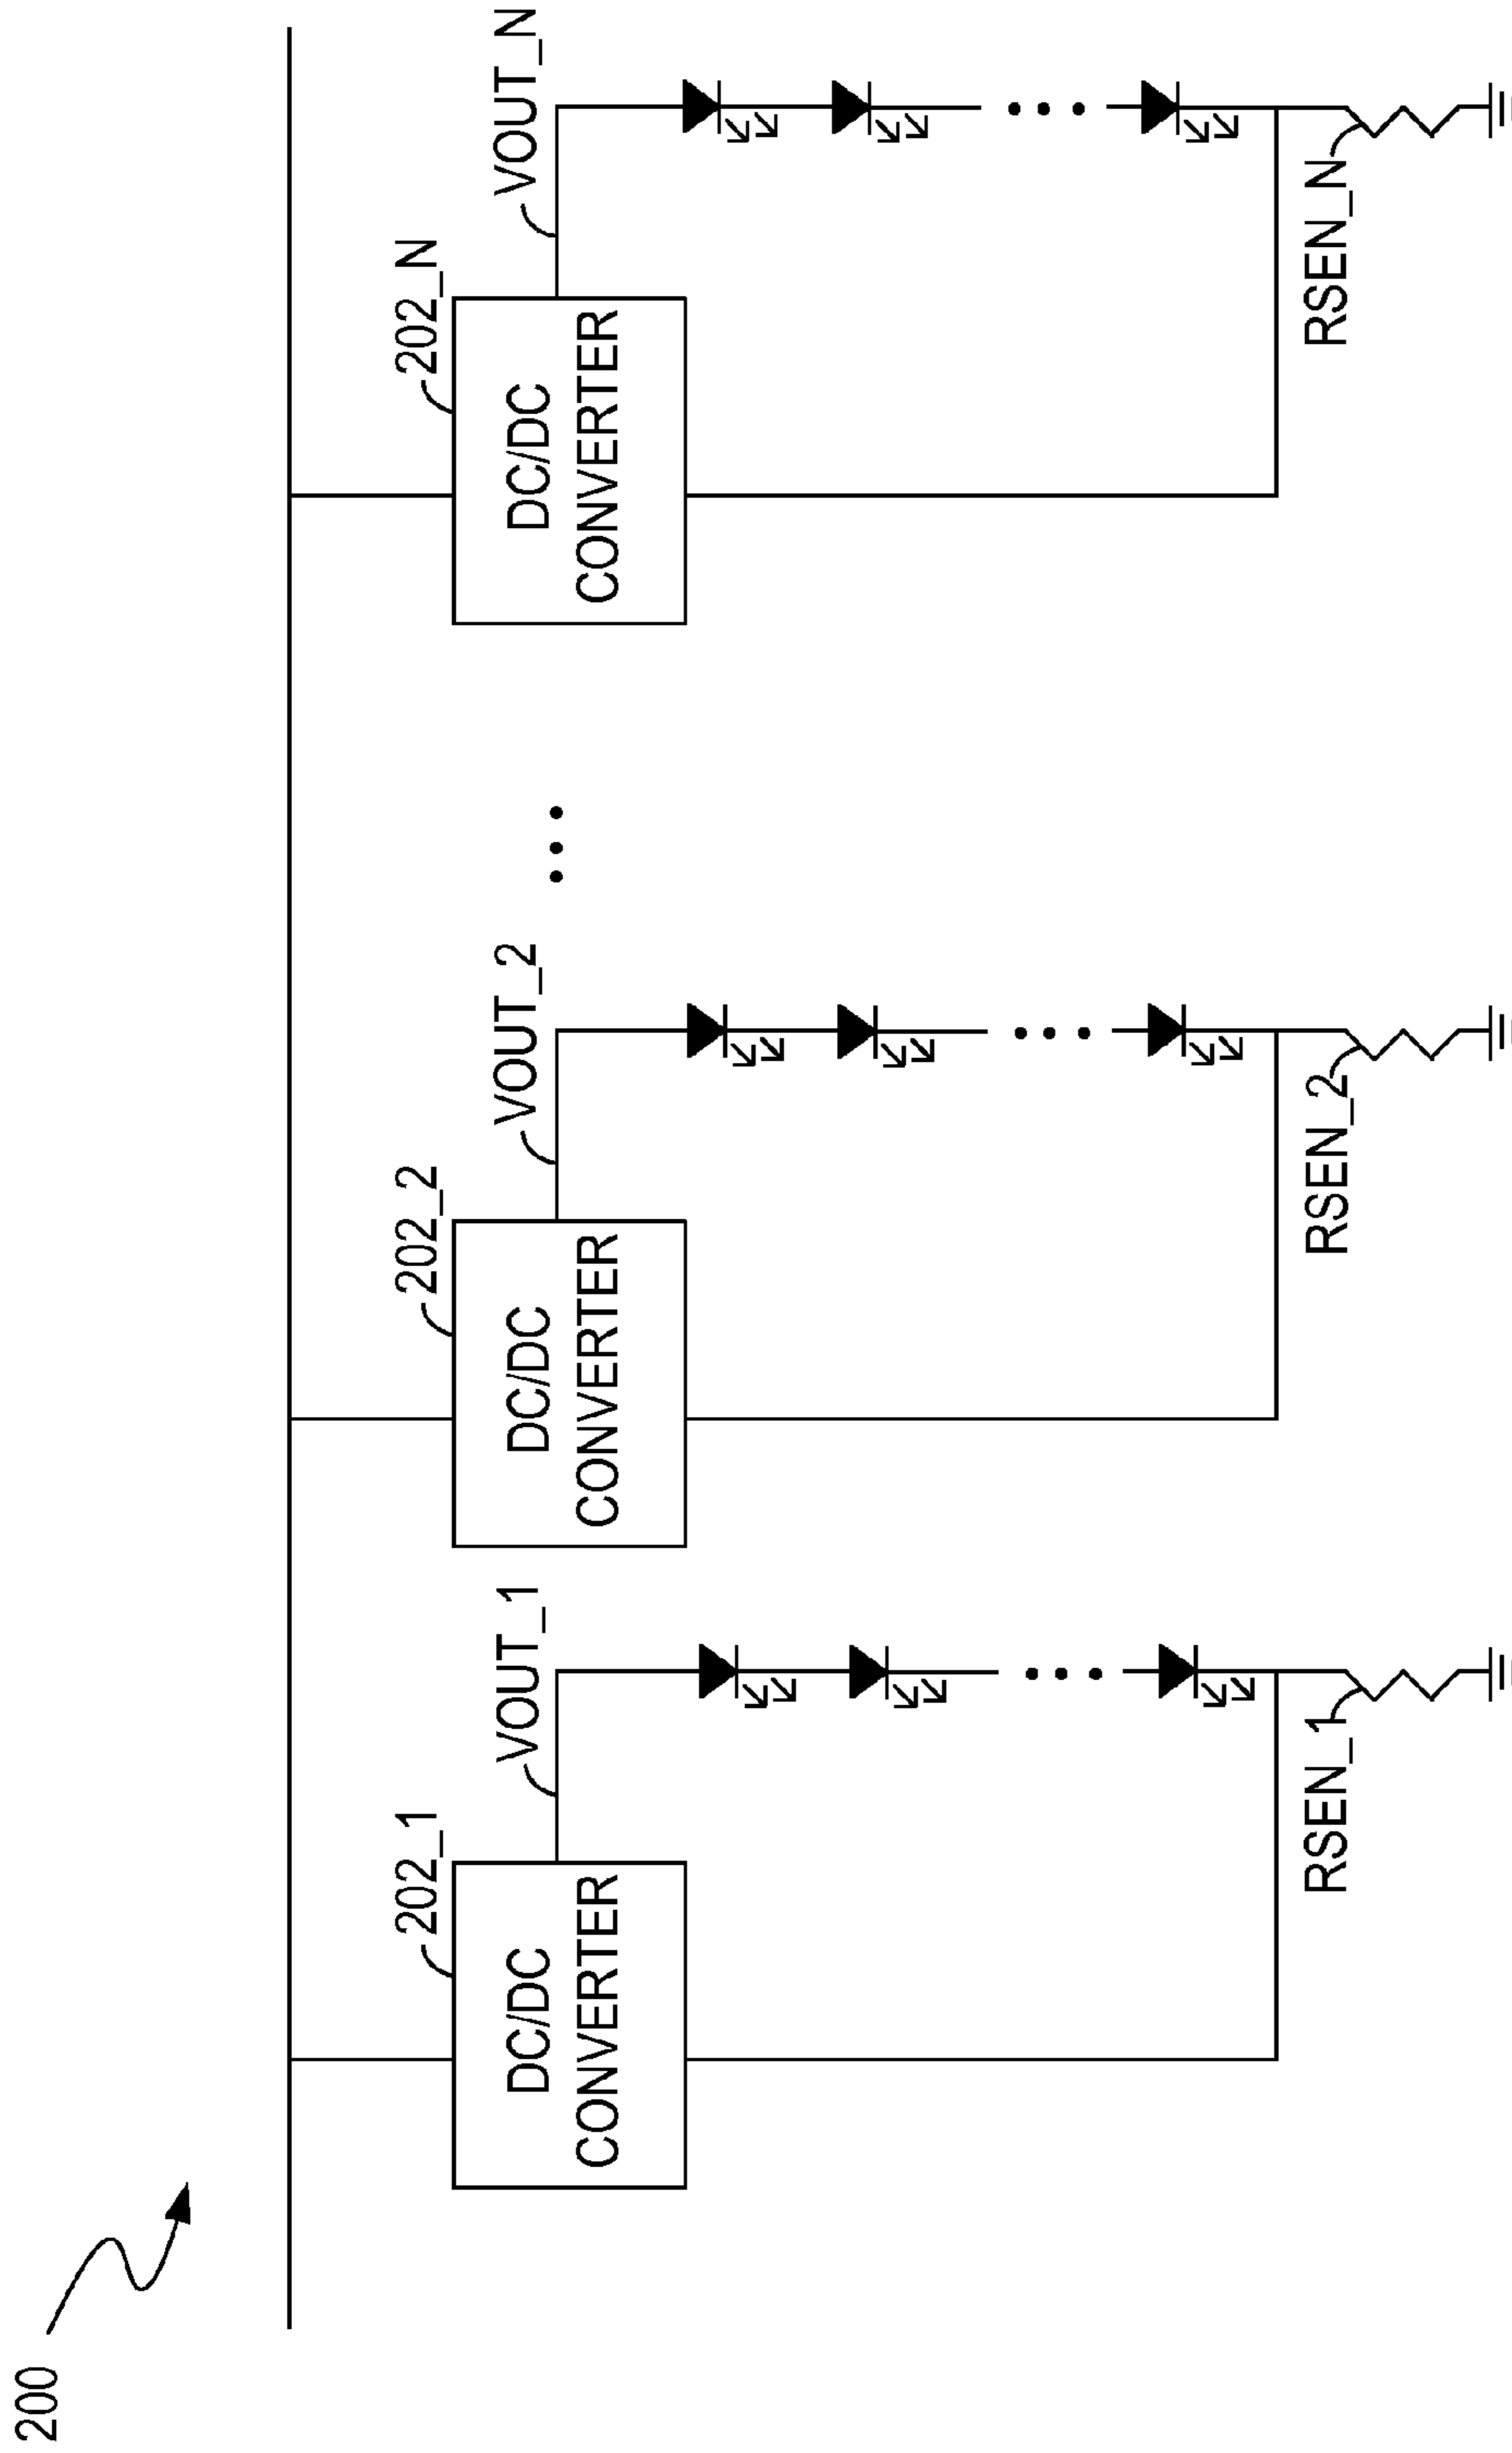 200
202_1
VOUT_1
DC/DC
CONVERTER
RSEN_1
202_2
VOUT_2
DC/DC
CONVERTER
RSEN_2
202_N
VOUT_N
DC/DC
CONVERTER
RSEN_N